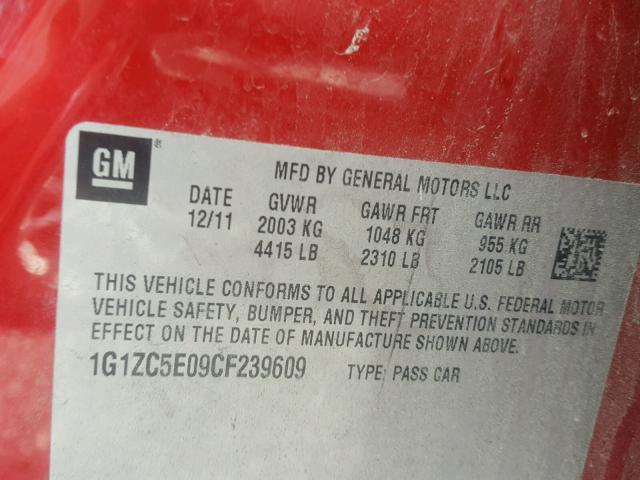 GM®
MFD BY GENERAL MOTORS LLC
DATE GVWR GAWR FRT GAWR RR
12/11 2003 KG 1048 KG 955 KG
4415 LB 2310 LB 2105 LB
THIS VEHICLE CONFORMS TO ALL APPLICABLE U.S. FEDERAL MOTOR
VEHICLE SAFETY, BUMPER, AND THEFT PREVENTION STANDARDS IN
EFFECT ON THE DATE OF MANUFACTURE SHOWN ABOVE.
1G1ZC5E09CF239609 TYPE: PASS CAR